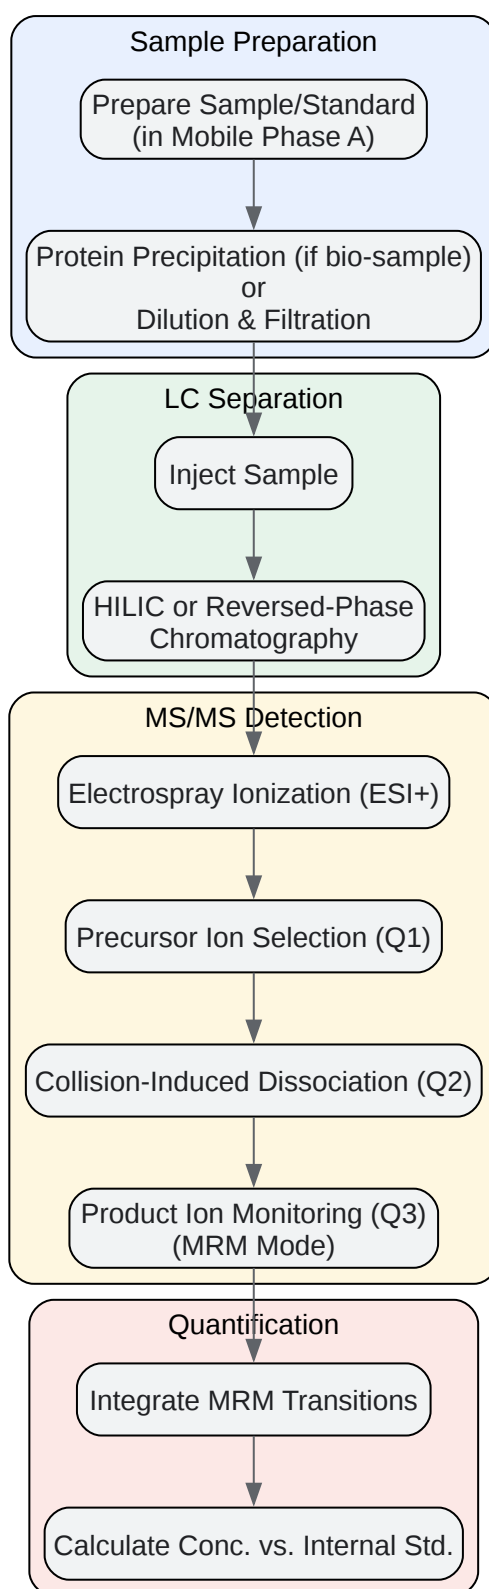 Sample Preparation
Prepare Sample/Standard
(in Mobile Phase A)
Protein Precipitation (if bio-sample)
or
Dilution & Filtration
LC Separation
Inject Sample
HILIC or Reversed-Phase
Chromatography
MS/MS Detection
Electrospray Ionization (ESI+)
Precursor Ion Selection (Q1)
Collision-Induced Dissociation (Q2)
Product Ion Monitoring (Q3)
(MRM Mode)
Quantification
Integrate MRM Transitions
Calculate Conc. vs. Internal Std.